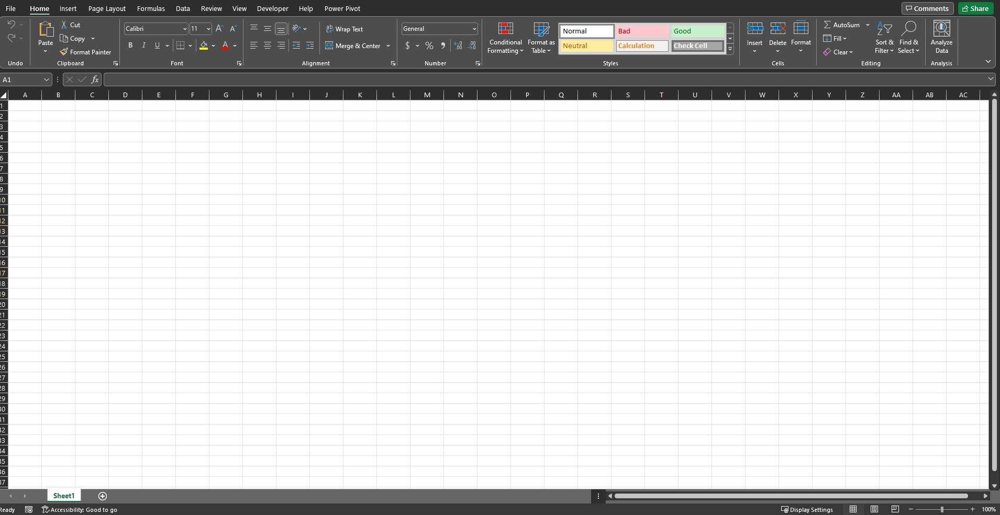 File Home Insert Page Layout Formulas Data Review View Developer Help Power Pivot Comments Share
Paste
Cut
Copy
Format Painter
Calibri 11
B I U
ab Wrap Text
Merge & Center
General
$ % 9 .00 .00
Conditional Formatting
Format as Table
Normal Bad Good
Neutral Calculation Check Cell
Insert Delete Format
AutoSum
Fill
Clear
Sort & Filter
Find & Select
Analyze Data
Undo Clipboard Font Alignment Number Styles Cells Editing Analysis
A1 fx
A B C D E F G H I J K L M N O P Q R S T U V W X Y Z AA AB AC
1
2
3
4
5
6
7
8
9
10
11
12
13
14
15
16
17
18
19
20
21
22
23
24
25
26
27
28
29
30
31
32
33
34
35
36
37
Sheet1
Ready Accessibility: Good to go Display Settings 100%